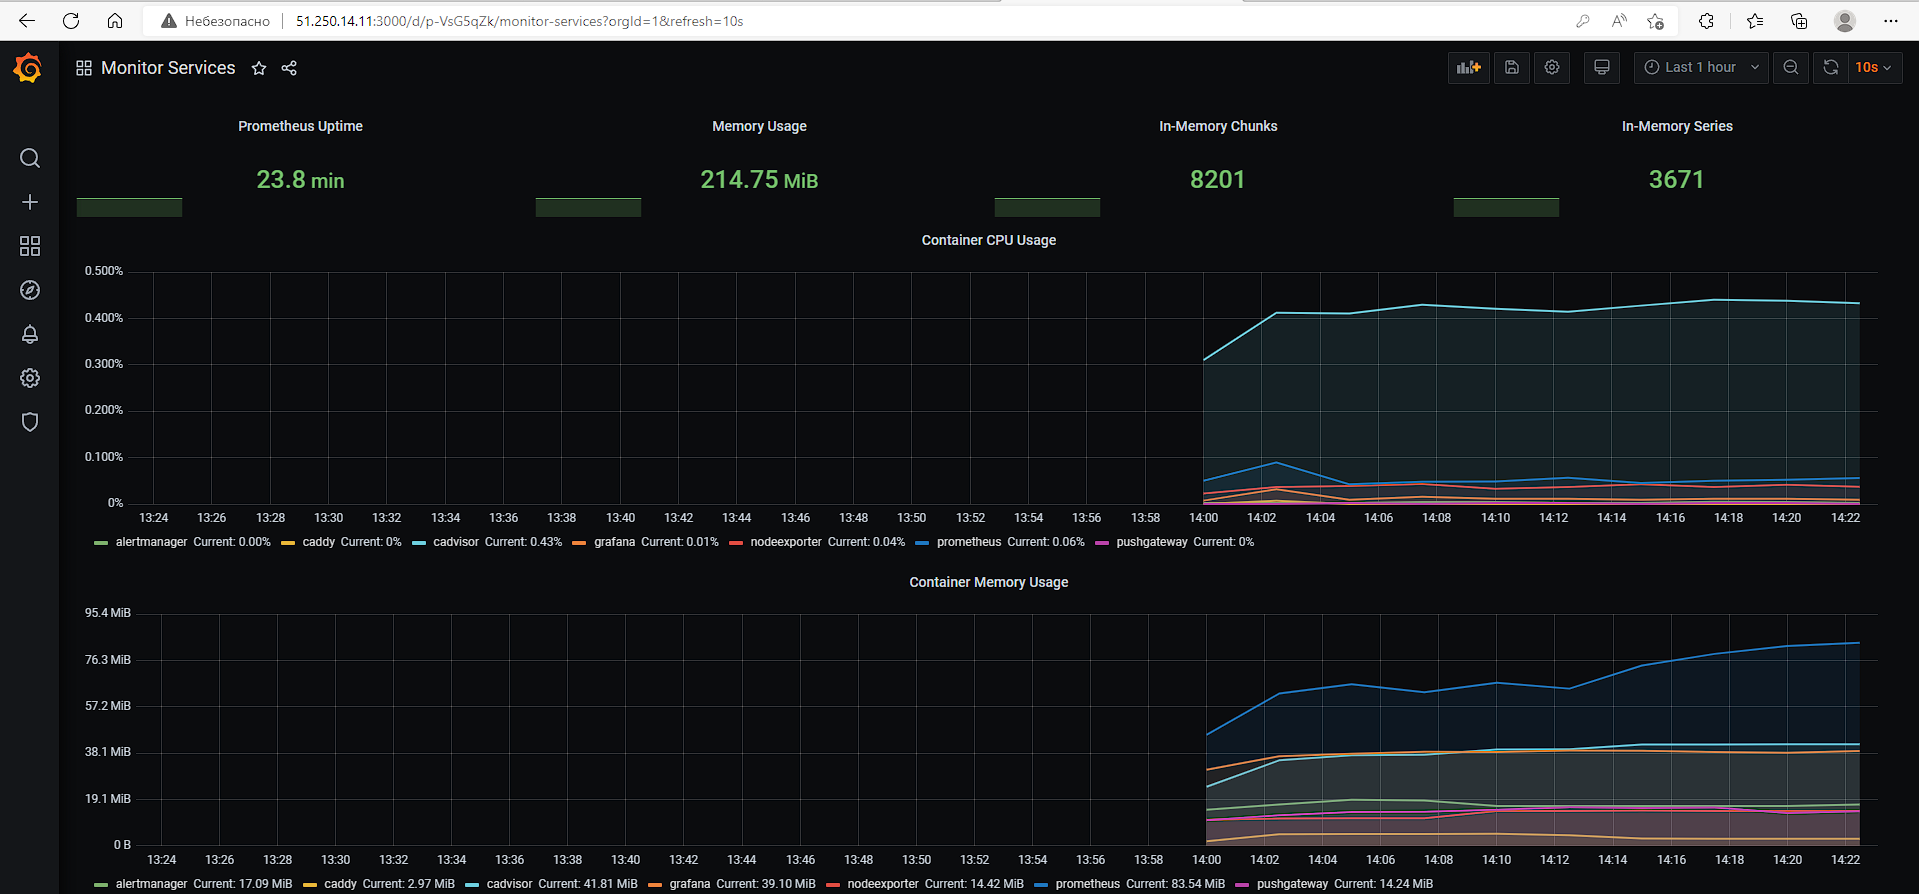 Небезопасно 51.250.14.11:3000/d/p-VsG5qZk/monitor-services?orgId=1&refresh=10s
Monitor Services Last 1 hour 10s
Prometheus Uptime Memory Usage In-Memory Chunks In-Memory Series
23.8 min 214.75 MiB 8201 3671
Container CPU Usage
0.500%
0.400%
0.300%
0.200%
0.100%
0%
13:24 13:26 13:28 13:30 13:32 13:34 13:36 13:38 13:40 13:42 13:44 13:46 13:48 13:50 13:52 13:54 13:56 13:58 14:00 14:02 14:04 14:06 14:08 14:10 14:12 14:14 14:16 14:18 14:20 14:22
alertmanager Current: 0.00% caddy Current: 0% cadvisor Current: 0.43% grafana Current: 0.01% nodeexporter Current: 0.04% prometheus Current: 0.06% pushgateway Current: 0%
Container Memory Usage
95.4 MiB
76.3 MiB
57.2 MiB
38.1 MiB
19.1 MiB
0 B
13:24 13:26 13:28 13:30 13:32 13:34 13:36 13:38 13:40 13:42 13:44 13:46 13:48 13:50 13:52 13:54 13:56 13:58 14:00 14:02 14:04 14:06 14:08 14:10 14:12 14:14 14:16 14:18 14:20 14:22
alertmanager Current: 17.09 MiB caddy Current: 2.97 MiB cadvisor Current: 41.81 MiB grafana Current: 39.10 MiB nodeexporter Current: 14.42 MiB prometheus Current: 83.54 MiB pushgateway Current: 14.24 MiB